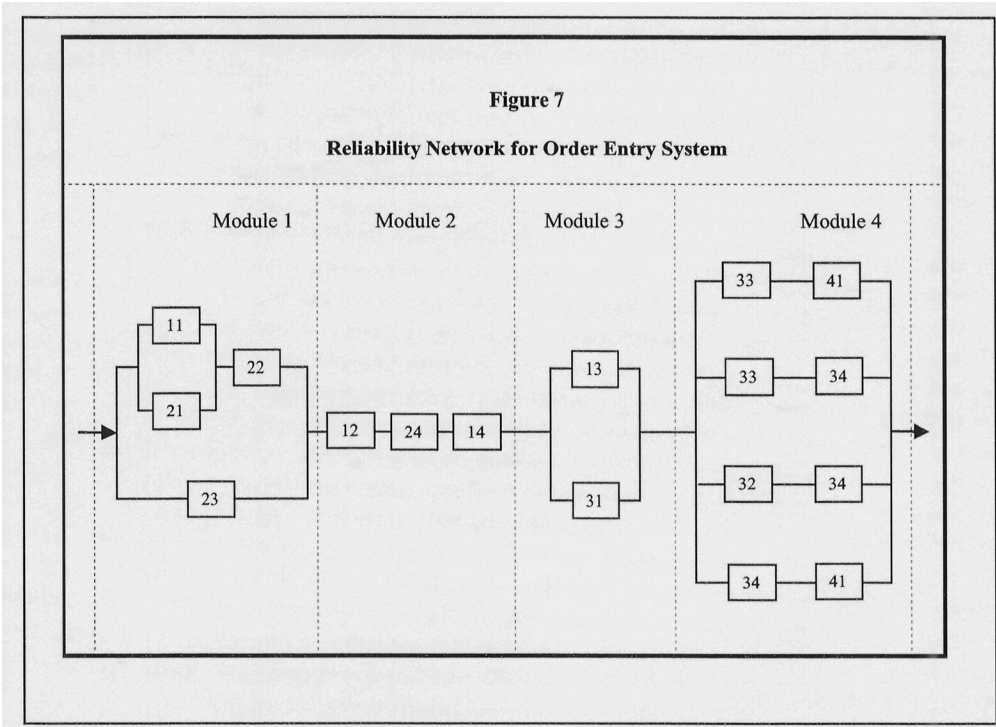 Figure 7
Reliability Network for Order Entry System
Module 1 Module 2 Module 3 Module 4
33 41
11
13
22
33 34
21
12 24 14
32 34
23
31
34 41